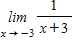 lim 1/(x+3)
x→-3